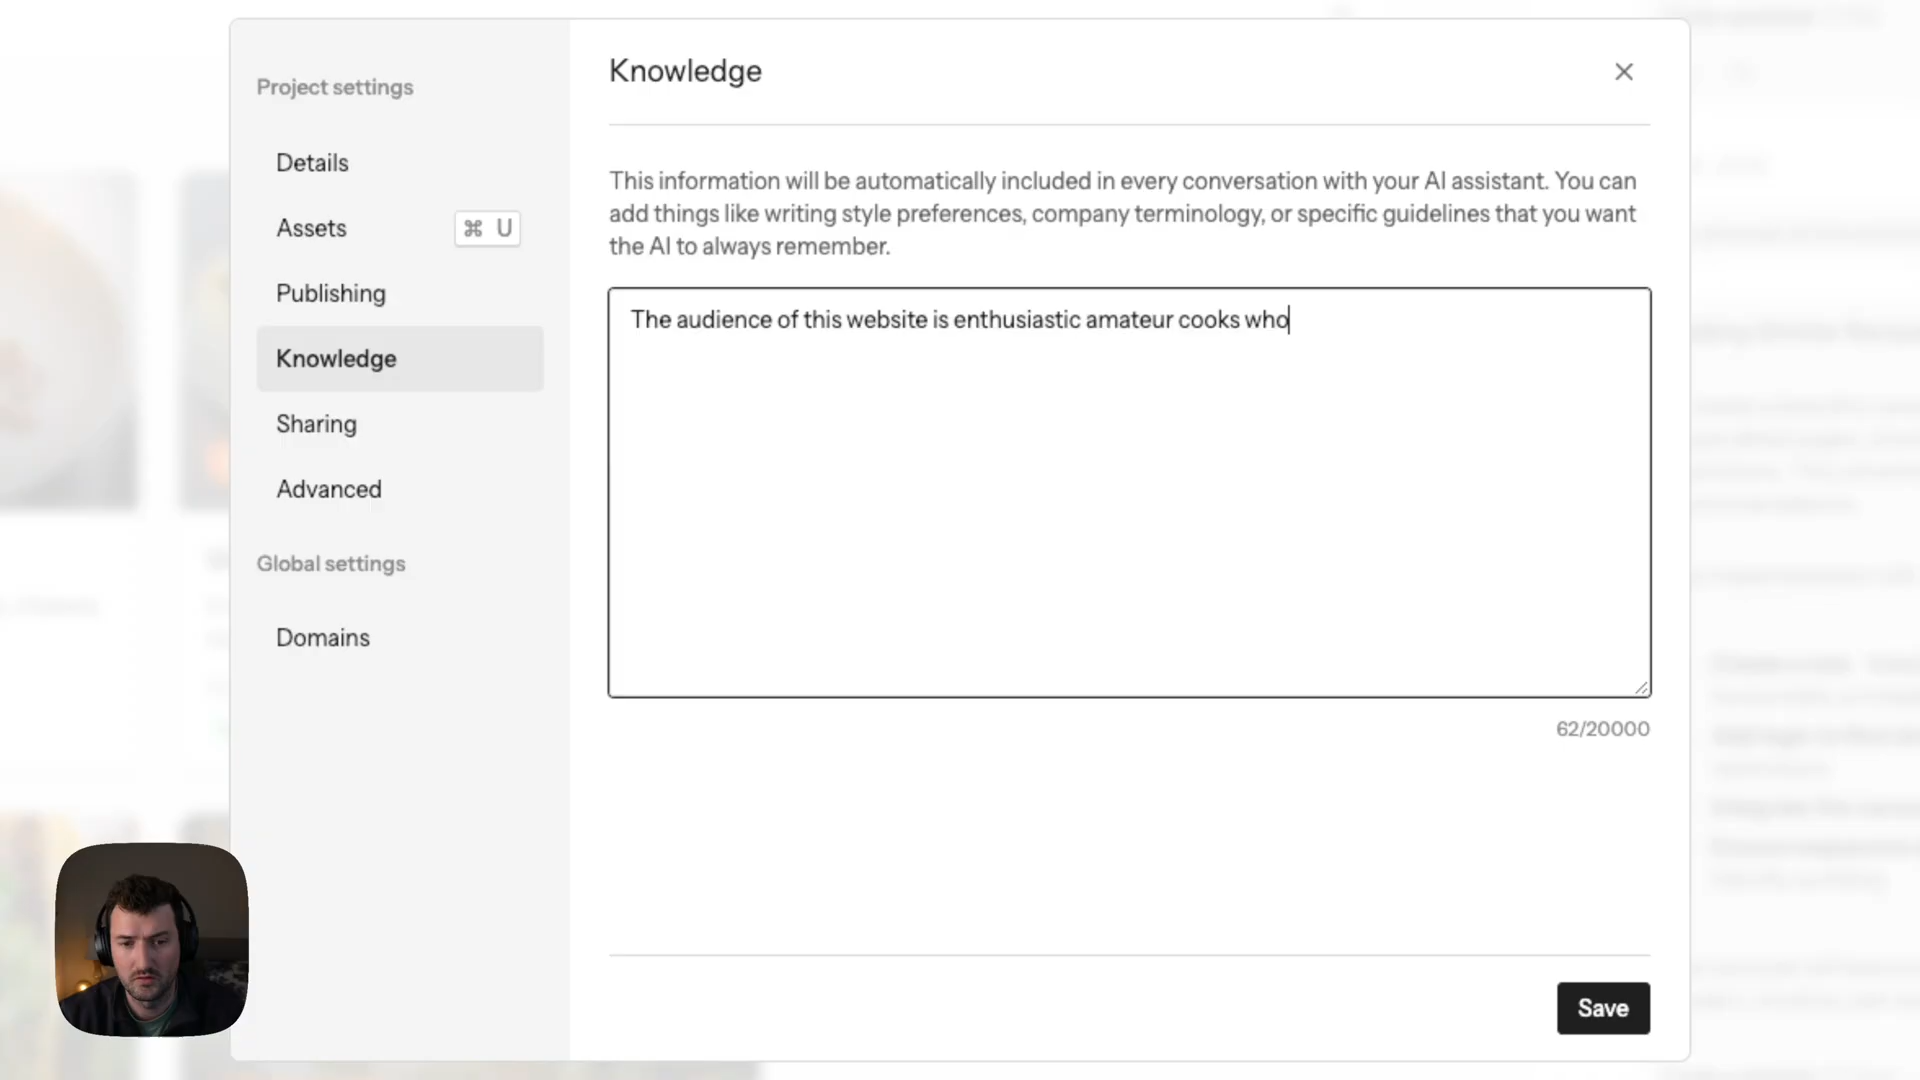 Project settings
Details
Assets
⌘ U
Publishing
Knowledge
Sharing
Advanced
Global settings
Domains
Knowledge
This information will be automatically included in every conversation with your AI assistant. You can
add things like writing style preferences, company terminology, or specific guidelines that you want
the AI to always remember.
The audience of this website is enthusiastic amateur cooks who
62/20000
Save